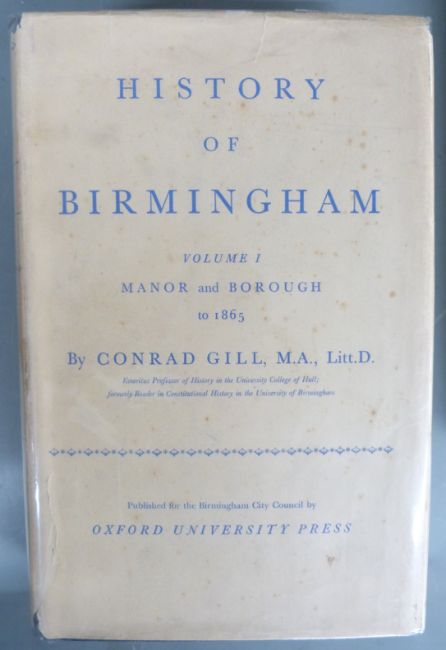 HISTORY
OF
BIRMINGHAM
VOLUME I
MANOR and BOROUGH
to 1865
By CONRAD GILL, M.A., Litt.D.
Emeritus Professor of History in the University College of Hull;
formerly Reader in Constitutional History in the University of Birmingham
Published for the Birmingham City Council by
OXFORD UNIVERSITY PRESS